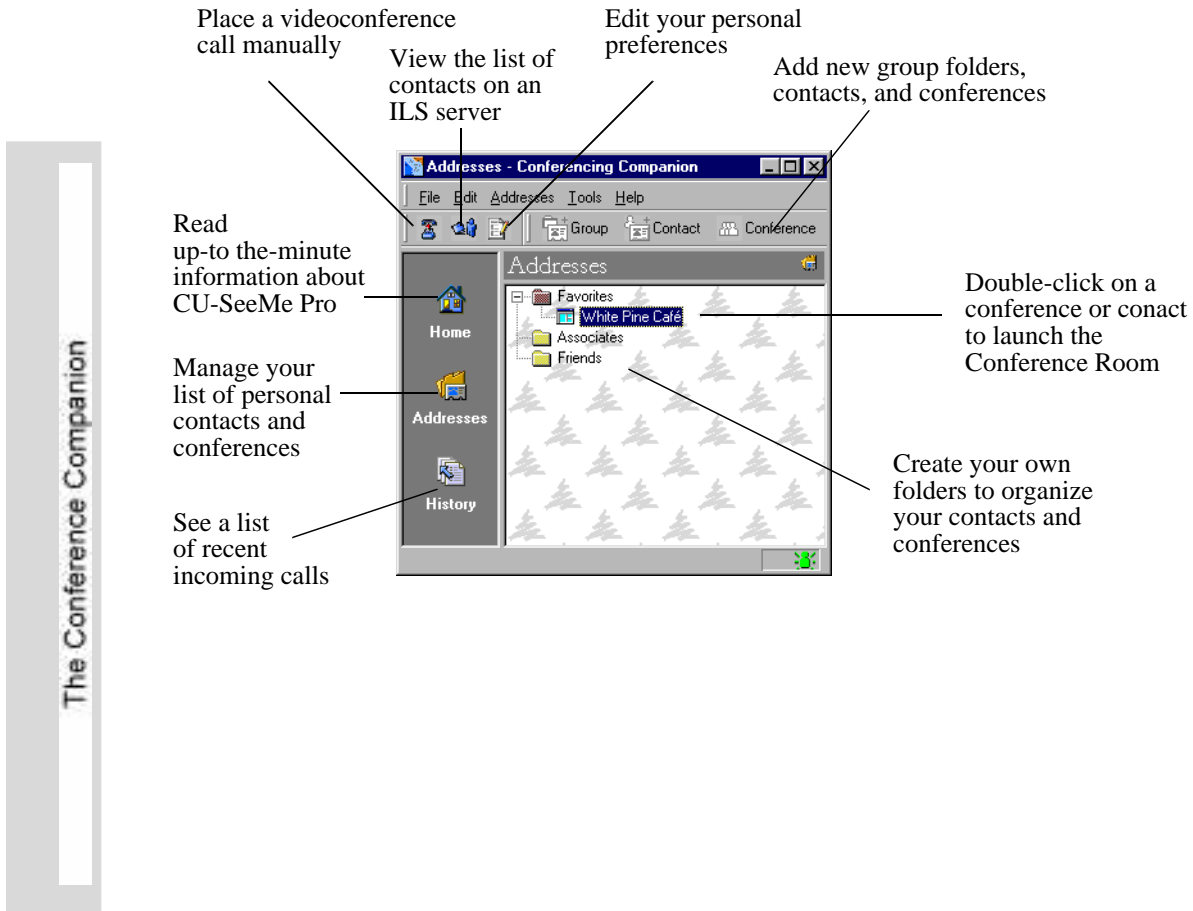 Place a videoconference
call manually
View the list of
contacts on an
ILS server
Edit your personal
preferences
Add new group folders,
contacts, and conferences
The Conference Companion
Read
up-to the-minute
information about
CU-SeeMe Pro
Manage your
list of personal
contacts and
conferences
See a list
of recent
incoming calls
Addresses - Conferencing Companion
File Edit Addresses Tools Help
Group Contact Conference
Home
Addresses
History
Addresses
Favorites
White Pine Café
Associates
Friends
Double-click on a
conference or conact
to launch the
Conference Room
Create your own
folders to organize
your contacts and
conferences